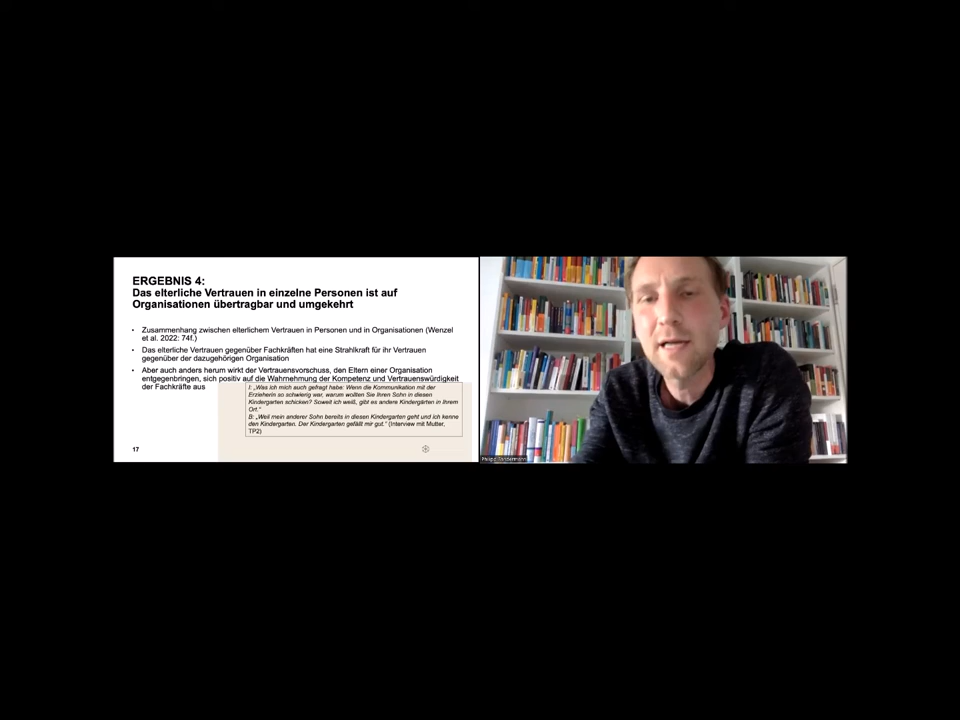 ERGEBNIS 4:
Das elterliche Vertrauen in einzelne Personen ist auf
Organisationen übertragbar und umgekehrt
• Zusammenhang zwischen elterlichem Vertrauen in Personen und in Organisationen (Wenzel
et al. 2022: 74f.)
• Das elterliche Vertrauen gegenüber Fachkräften hat eine Strahlkraft für ihr Vertrauen
gegenüber der dazugehörigen Organisation
• Aber auch anders herum wirkt der Vertrauensvorschuss, den Eltern einer Organisation
entgegenbringen, sich positiv auf die Wahrnehmung der Kompetenz und Vertrauenswürdigkeit
der Fachkräfte aus
I: „Was ich mich auch gefragt habe: Wenn die Kommunikation mit der
Erzieherin so schwierig war, warum wollten Sie Ihren Sohn in diesen
Kindergarten schicken? Soweit ich weiß, gibt es andere Kindergärten in Ihrem
Ort.“
B: „Weil mein anderer Sohn bereits in diesen Kindergarten geht und ich kenne
den Kindergarten. Der Kindergarten gefällt mir gut.“ (Interview mit Mutter,
TP2)
17
Philipp Sandermann